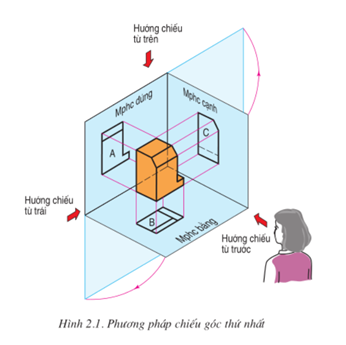 Hướng chiếu
từ trên
Mphc đứng
Mphc cạnh
A
C
B
Hướng chiếu
từ trái
Mphc bằng
Hướng chiếu
từ trước
Hình 2.1. Phương pháp chiếu góc thứ nhất